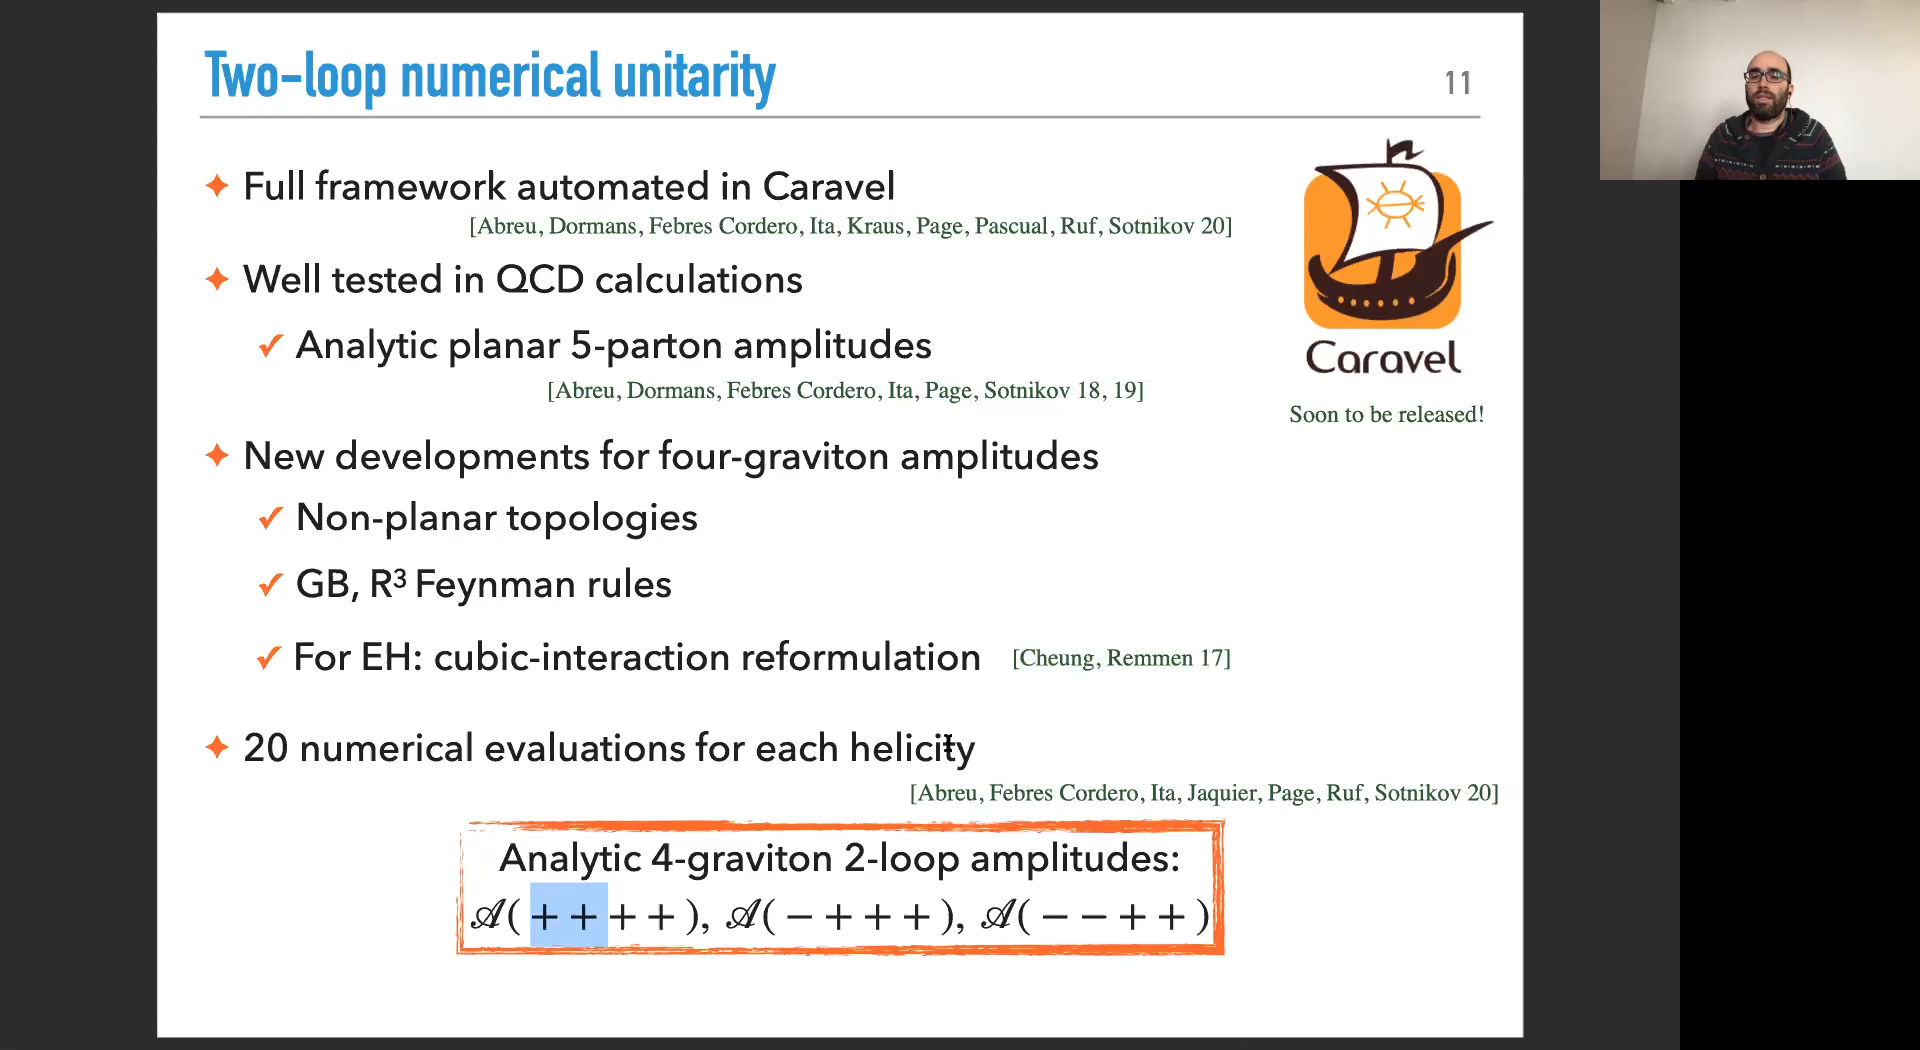 Two-loop numerical unitarity
11
✦ Full framework automated in Caravel
[Abreu, Dormans, Febres Cordero, Ita, Kraus, Page, Pascual, Ruf, Sotnikov 20]
✦ Well tested in QCD calculations
✓ Analytic planar 5-parton amplitudes
[Abreu, Dormans, Febres Cordero, Ita, Page, Sotnikov 18, 19]
Caravel
Soon to be released!
✦ New developments for four-graviton amplitudes
✓ Non-planar topologies
✓ GB, R³ Feynman rules
✓ For EH: cubic-interaction reformulation [Cheung, Remmen 17]
✦ 20 numerical evaluations for each helicity
[Abreu, Febres Cordero, Ita, Jaquier, Page, Ruf, Sotnikov 20]
Analytic 4-graviton 2-loop amplitudes:
𝒜(++++), 𝒜(−+++), 𝒜(−−++)